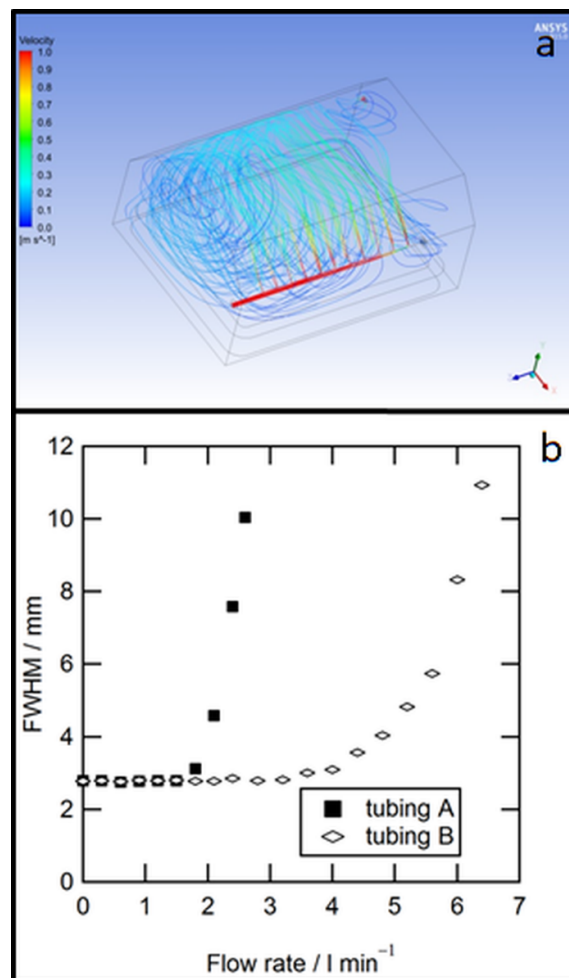 Velocity
1.0
0.9
0.8
0.7
0.6
0.5
0.4
0.3
0.2
0.1
0.0
[m s^-1]
ANSYS
a
b
12
10
8
6
4
2
0
FWHM / mm
tubing A
tubing B
0 1 2 3 4 5 6 7
Flow rate / l min⁻¹